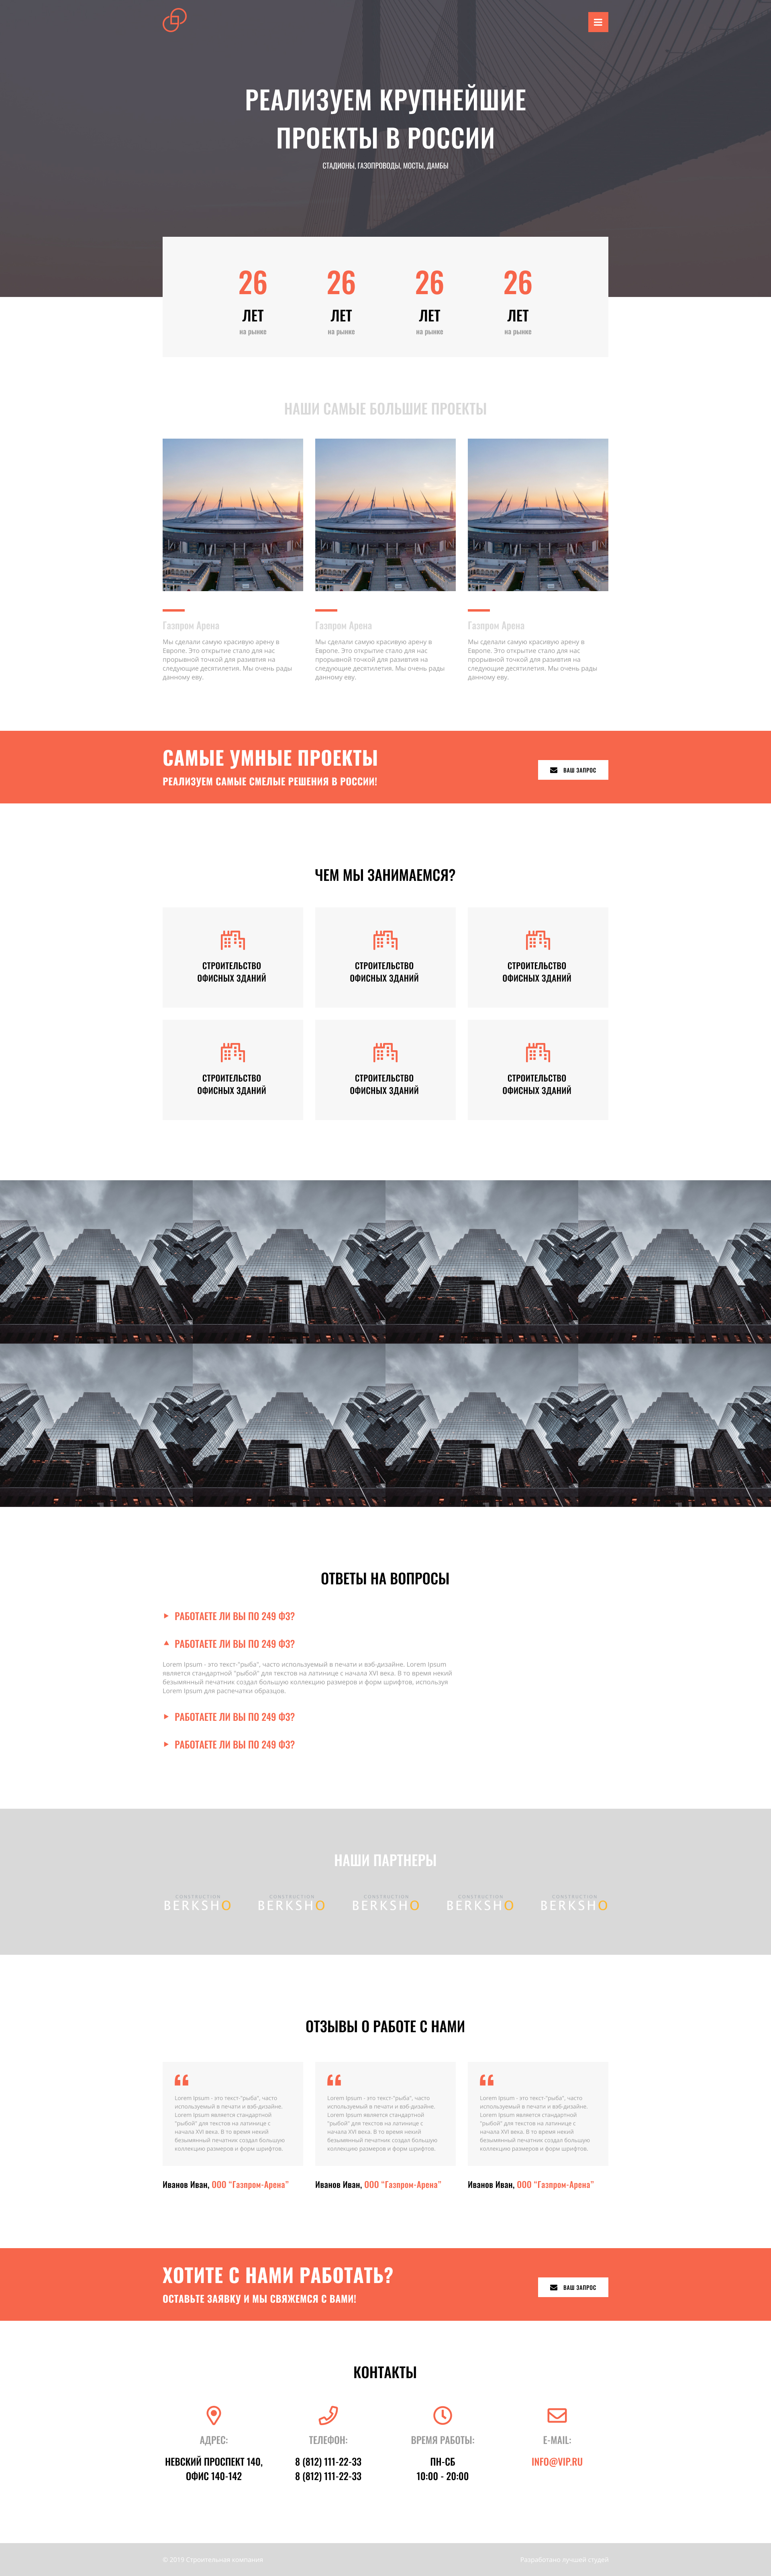 РЕАЛИЗУЕМ КРУПНЕЙШИЕ
ПРОЕКТЫ В РОССИИ
СТАДИОНЫ, ГАЗОПРОВОДЫ, МОСТЫ, ДАМБЫ
26 26 26 26
ЛЕТ ЛЕТ ЛЕТ ЛЕТ
на рынке на рынке на рынке на рынке
НАШИ САМЫЕ БОЛЬШИЕ ПРОЕКТЫ
Газпром Арена
Мы сделали самую красивую арену в
Европе. Это открытие стало для нас
прорывной точкой для разивтия на
следующие десятилетия. Мы очень рады
данному еву.
Газпром Арена
Мы сделали самую красивую арену в
Европе. Это открытие стало для нас
прорывной точкой для разивтия на
следующие десятилетия. Мы очень рады
данному еву.
Газпром Арена
Мы сделали самую красивую арену в
Европе. Это открытие стало для нас
прорывной точкой для разивтия на
следующие десятилетия. Мы очень рады
данному еву.
САМЫЕ УМНЫЕ ПРОЕКТЫ
РЕАЛИЗУЕМ САМЫЕ СМЕЛЫЕ РЕШЕНИЯ В РОССИИ!
ВАШ ЗАПРОС
ЧЕМ МЫ ЗАНИМАЕМСЯ?
СТРОИТЕЛЬСТВО
ОФИСНЫХ ЗДАНИЙ
СТРОИТЕЛЬСТВО
ОФИСНЫХ ЗДАНИЙ
СТРОИТЕЛЬСТВО
ОФИСНЫХ ЗДАНИЙ
СТРОИТЕЛЬСТВО
ОФИСНЫХ ЗДАНИЙ
СТРОИТЕЛЬСТВО
ОФИСНЫХ ЗДАНИЙ
СТРОИТЕЛЬСТВО
ОФИСНЫХ ЗДАНИЙ
ОТВЕТЫ НА ВОПРОСЫ
РАБОТАЕТЕ ЛИ ВЫ ПО 249 ФЗ?
РАБОТАЕТЕ ЛИ ВЫ ПО 249 ФЗ?
Lorem Ipsum - это текст-"рыба", часто используемый в печати и вэб-дизайне. Lorem Ipsum
является стандартной "рыбой" для текстов на латинице с начала XVI века. В то время некий
безымянный печатник создал большую коллекцию размеров и форм шрифтов, используя
Lorem Ipsum для распечатки образцов.
РАБОТАЕТЕ ЛИ ВЫ ПО 249 ФЗ?
РАБОТАЕТЕ ЛИ ВЫ ПО 249 ФЗ?
НАШИ ПАРТНЕРЫ
CONSTRUCTION
BERKSHO
CONSTRUCTION
BERKSHO
CONSTRUCTION
BERKSHO
CONSTRUCTION
BERKSHO
CONSTRUCTION
BERKSHO
ОТЗЫВЫ О РАБОТЕ С НАМИ
Lorem Ipsum - это текст-"рыба", часто
используемый в печати и вэб-дизайне.
Lorem Ipsum является стандартной
"рыбой" для текстов на латинице с
начала XVI века. В то время некий
безымянный печатник создал большую
коллекцию размеров и форм шрифтов.
Иванов Иван, ООО "Газпром-Арена"
Lorem Ipsum - это текст-"рыба", часто
используемый в печати и вэб-дизайне.
Lorem Ipsum является стандартной
"рыбой" для текстов на латинице с
начала XVI века. В то время некий
безымянный печатник создал большую
коллекцию размеров и форм шрифтов.
Иванов Иван, ООО "Газпром-Арена"
Lorem Ipsum - это текст-"рыба", часто
используемый в печати и вэб-дизайне.
Lorem Ipsum является стандартной
"рыбой" для текстов на латинице с
начала XVI века. В то время некий
безымянный печатник создал большую
коллекцию размеров и форм шрифтов.
Иванов Иван, ООО "Газпром-Арена"
ХОТИТЕ С НАМИ РАБОТАТЬ?
ОСТАВЬТЕ ЗАЯВКУ И МЫ СВЯЖЕМСЯ С ВАМИ!
ВАШ ЗАПРОС
КОНТАКТЫ
АДРЕС:
НЕВСКИЙ ПРОСПЕКТ 140,
ОФИС 140-142
ТЕЛЕФОН:
8 (812) 111-22-33
8 (812) 111-22-33
ВРЕМЯ РАБОТЫ:
ПН-СБ
10:00 - 20:00
E-MAIL:
INFO@VIP.RU
© 2019 Строительная компания
Разработано лучшей студией